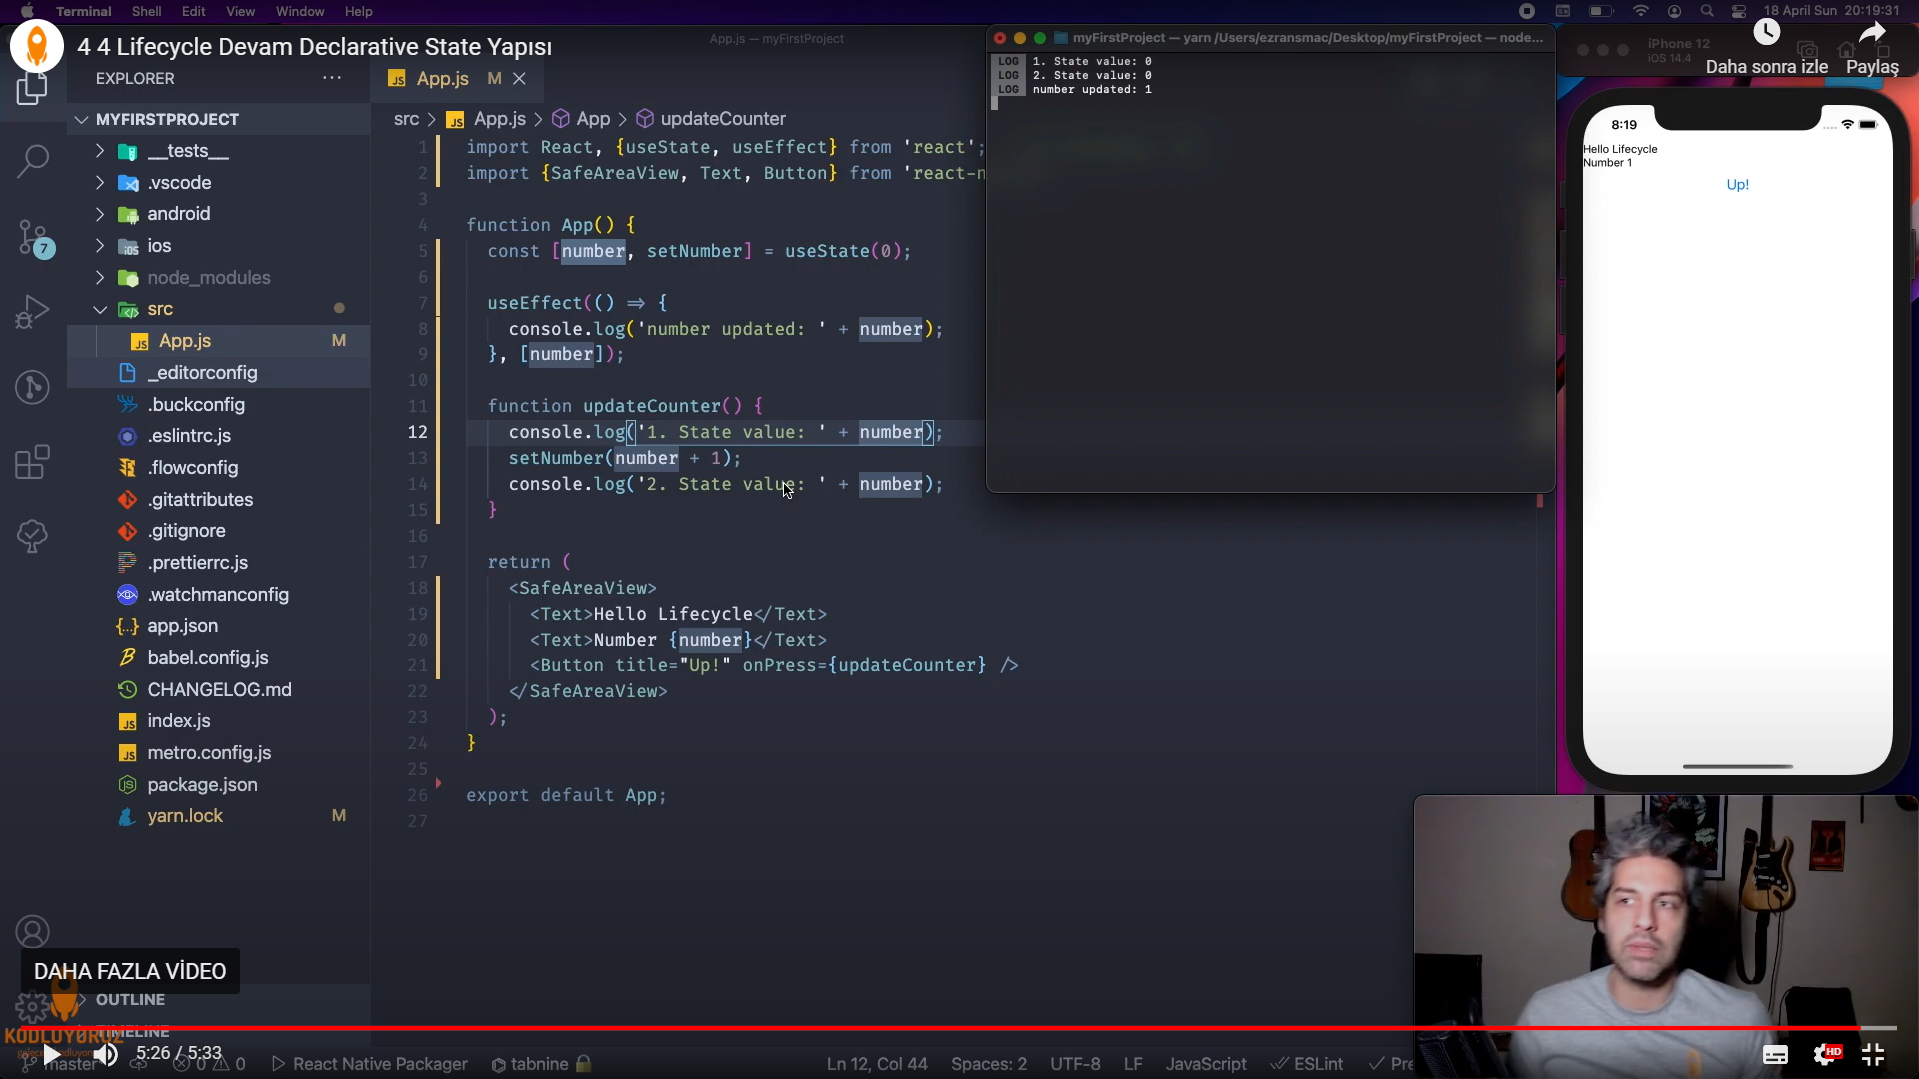 Terminal Shell Edit View Window Help
18 April Sun 20:19:31
4 4 Lifecycle Devam Declarative State Yapısı
App.js — myFirstProject
myFirstProject — yarn /Users/ezransmac/Desktop/myFirstProject — node...
iPhone 12
iOS 14.4
Daha sonra izle
Paylaş
EXPLORER
App.js M
MYFIRSTPROJECT
src > App.js > App > updateCounter
__tests__
.vscode
android
ios
node_modules
src
App.js M
_editorconfig
.buckconfig
.eslintrc.js
.flowconfig
.gitattributes
.gitignore
.prettierrc.js
.watchmanconfig
app.json
babel.config.js
CHANGELOG.md
index.js
metro.config.js
package.json
yarn.lock M
7
1 import React, {useState, useEffect} from 'react';
2 import {SafeAreaView, Text, Button} from 'react-n
3
4 function App() {
5 const [number, setNumber] = useState(0);
6
7 useEffect(() => {
8 console.log('number updated: ' + number);
9 }, [number]);
10
11 function updateCounter() {
12 console.log('1. State value: ' + number);
13 setNumber(number + 1);
14 console.log('2. State value: ' + number);
15 }
16
17 return (
18 <SafeAreaView>
19 <Text>Hello Lifecycle</Text>
20 <Text>Number {number}</Text>
21 <Button title="Up!" onPress={updateCounter} />
22 </SafeAreaView>
23 );
24 }
25
26 export default App;
27
LOG 1. State value: 0
LOG 2. State value: 0
LOG number updated: 1
8:19
Hello Lifecycle
Number 1
Up!
DAHA FAZLA VİDEO
OUTLINE
TIMELINE
KODLUYORUZ
5:26 / 5:33
master
0 0
React Native Packager
tabnine
Ln 12, Col 44
Spaces: 2
UTF-8
LF
JavaScript
ESLint
HD